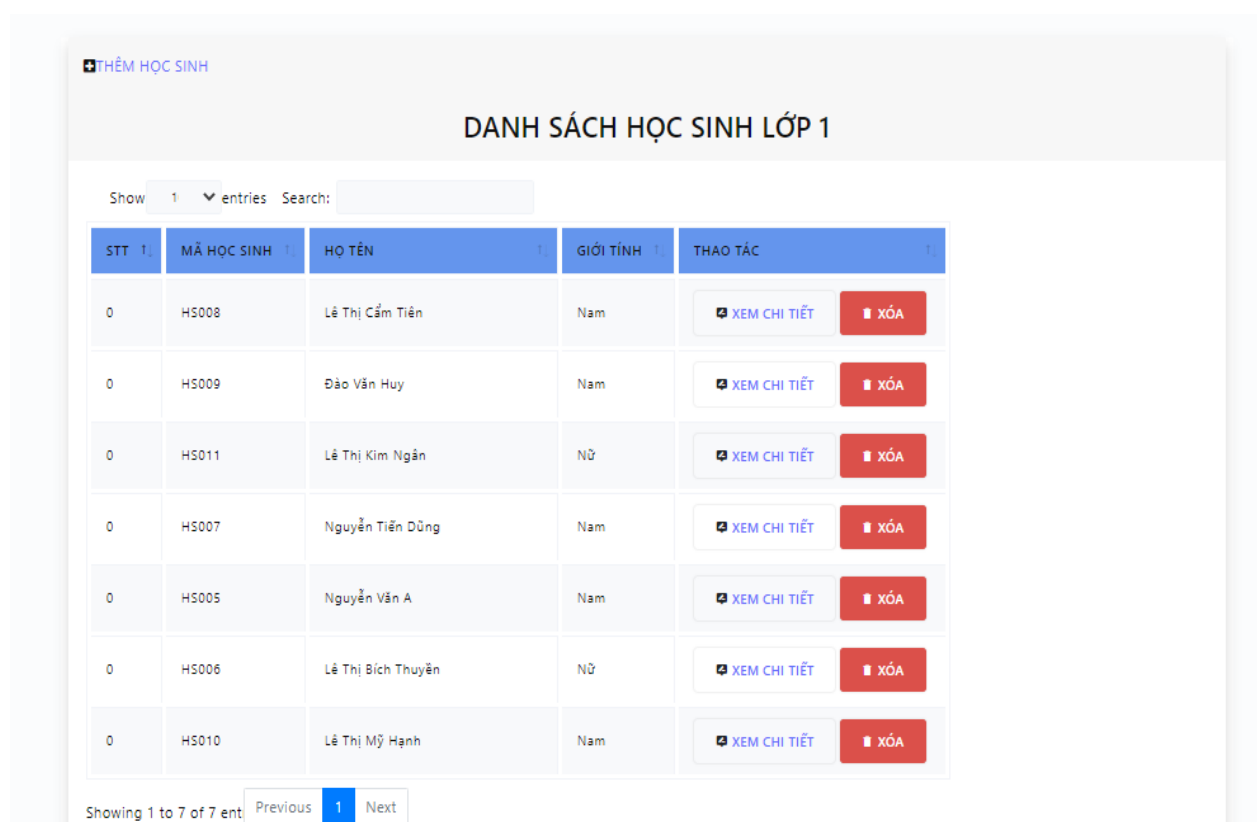 THÊM HỌC SINH
DANH SÁCH HỌC SINH LỚP 1
Show 1 entries Search:
STT MÃ HỌC SINH HỌ TÊN GIỚI TÍNH THAO TÁC
0 HS008 Lê Thị Cẩm Tiên Nam XEM CHI TIẾT XÓA
0 HS009 Đào Văn Huy Nam XEM CHI TIẾT XÓA
0 HS011 Lê Thị Kim Ngân Nữ XEM CHI TIẾT XÓA
0 HS007 Nguyễn Tiến Dũng Nam XEM CHI TIẾT XÓA
0 HS005 Nguyễn Văn A Nam XEM CHI TIẾT XÓA
0 HS006 Lê Thị Bích Thuyền Nữ XEM CHI TIẾT XÓA
0 HS010 Lê Thị Mỹ Hạnh Nam XEM CHI TIẾT XÓA
Showing 1 to 7 of 7 ent Previous 1 Next